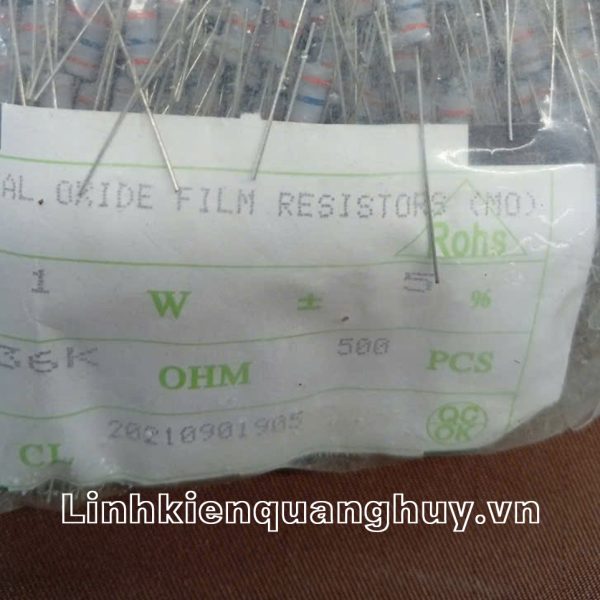 AL OXIDE FILM RESISTORS (MO)
Rohs
1 W ± 5 %
36K OHM 500 PCS
CL 20210901905
QC
OK
Linhkienquanghuy.vn